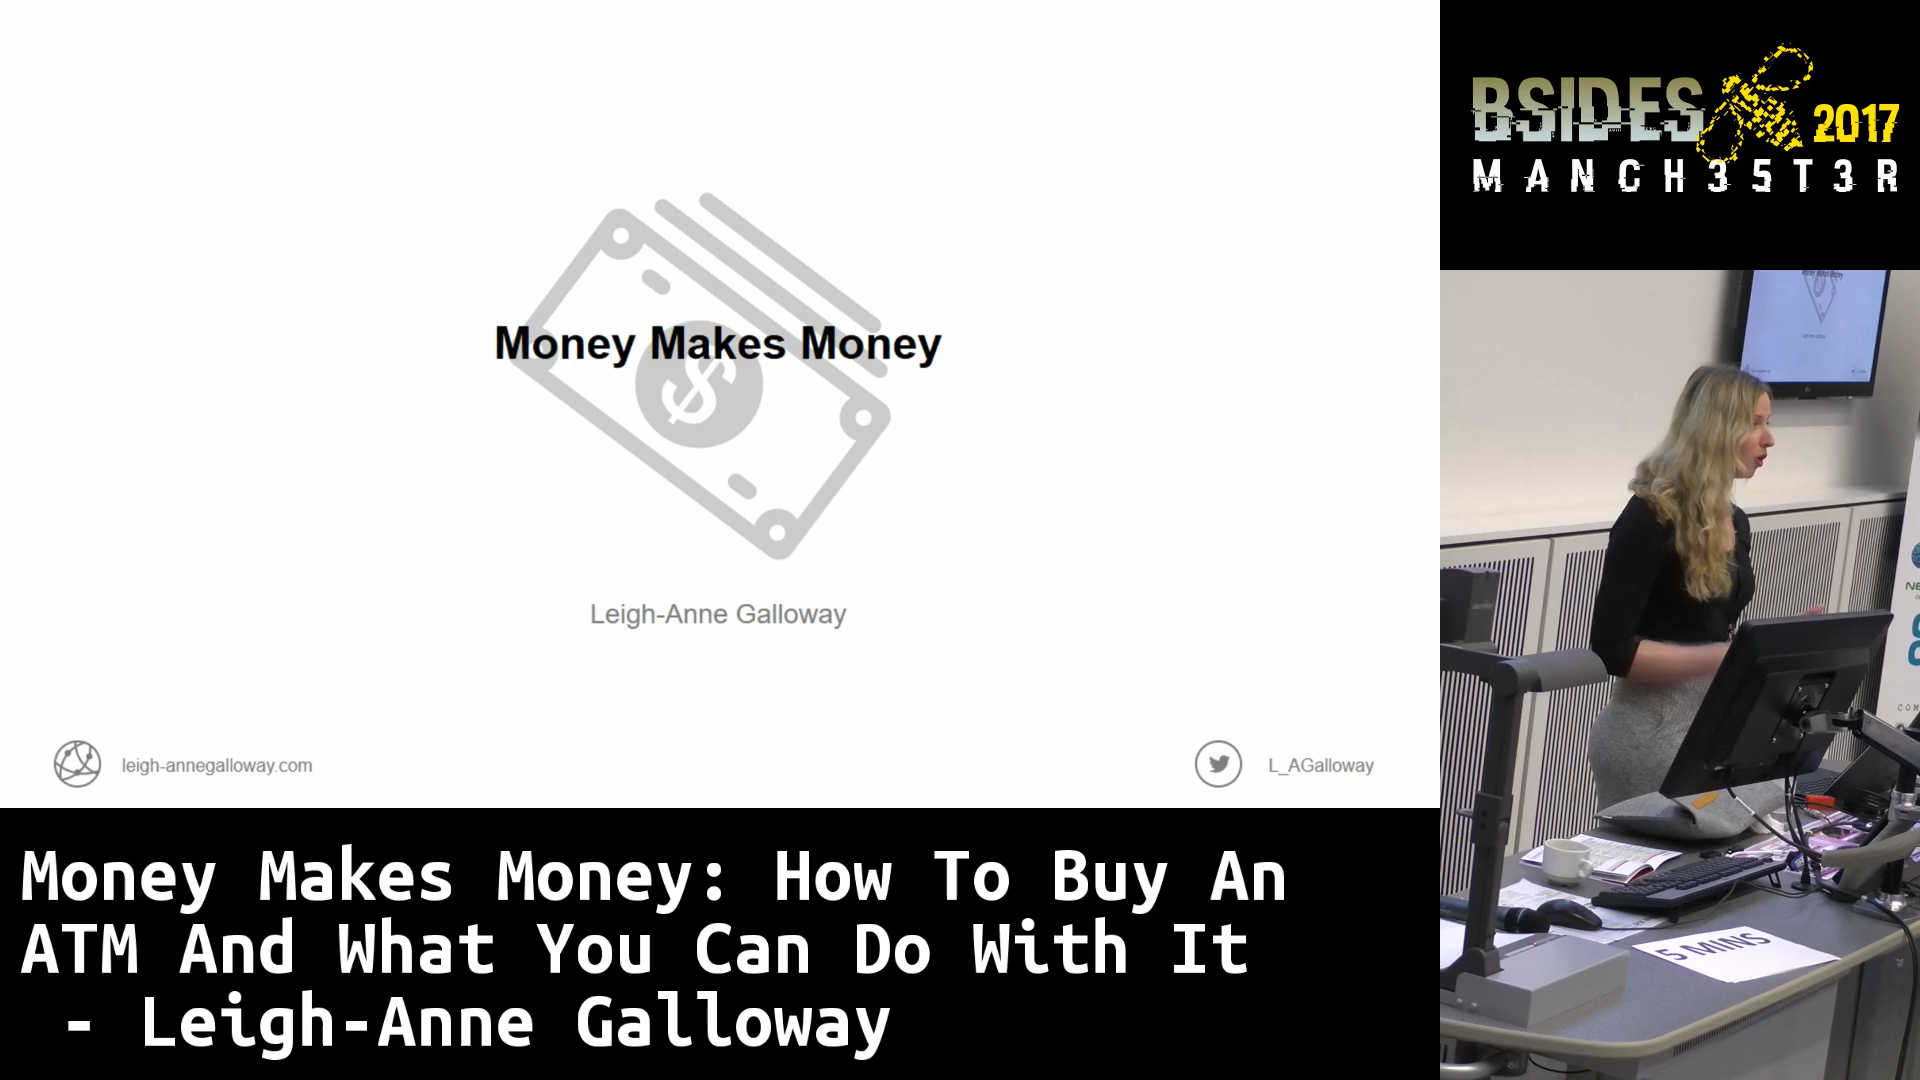 Money Makes Money
Leigh-Anne Galloway
leigh-annegalloway.com
L_AGalloway
BSIDES 2017
MANCH35T3R
5 MINS
Money Makes Money: How To Buy An
ATM And What You Can Do With It
- Leigh-Anne Galloway